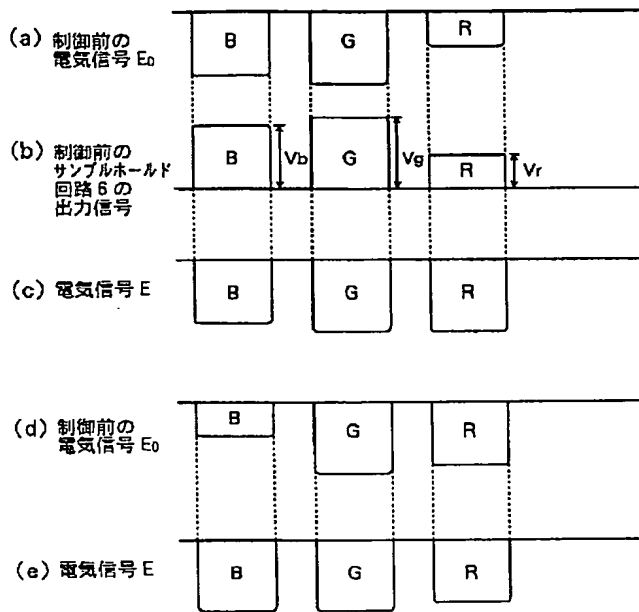 (a) 制御前の
電気信号 E₀
B G R
(b) 制御前の
サンプルホールド
回路 6 の
出力信号
B Vb G Vg R Vr
(c) 電気信号 E
B G R
(d) 制御前の
電気信号 E₀
B G R
(e) 電気信号 E
B G R